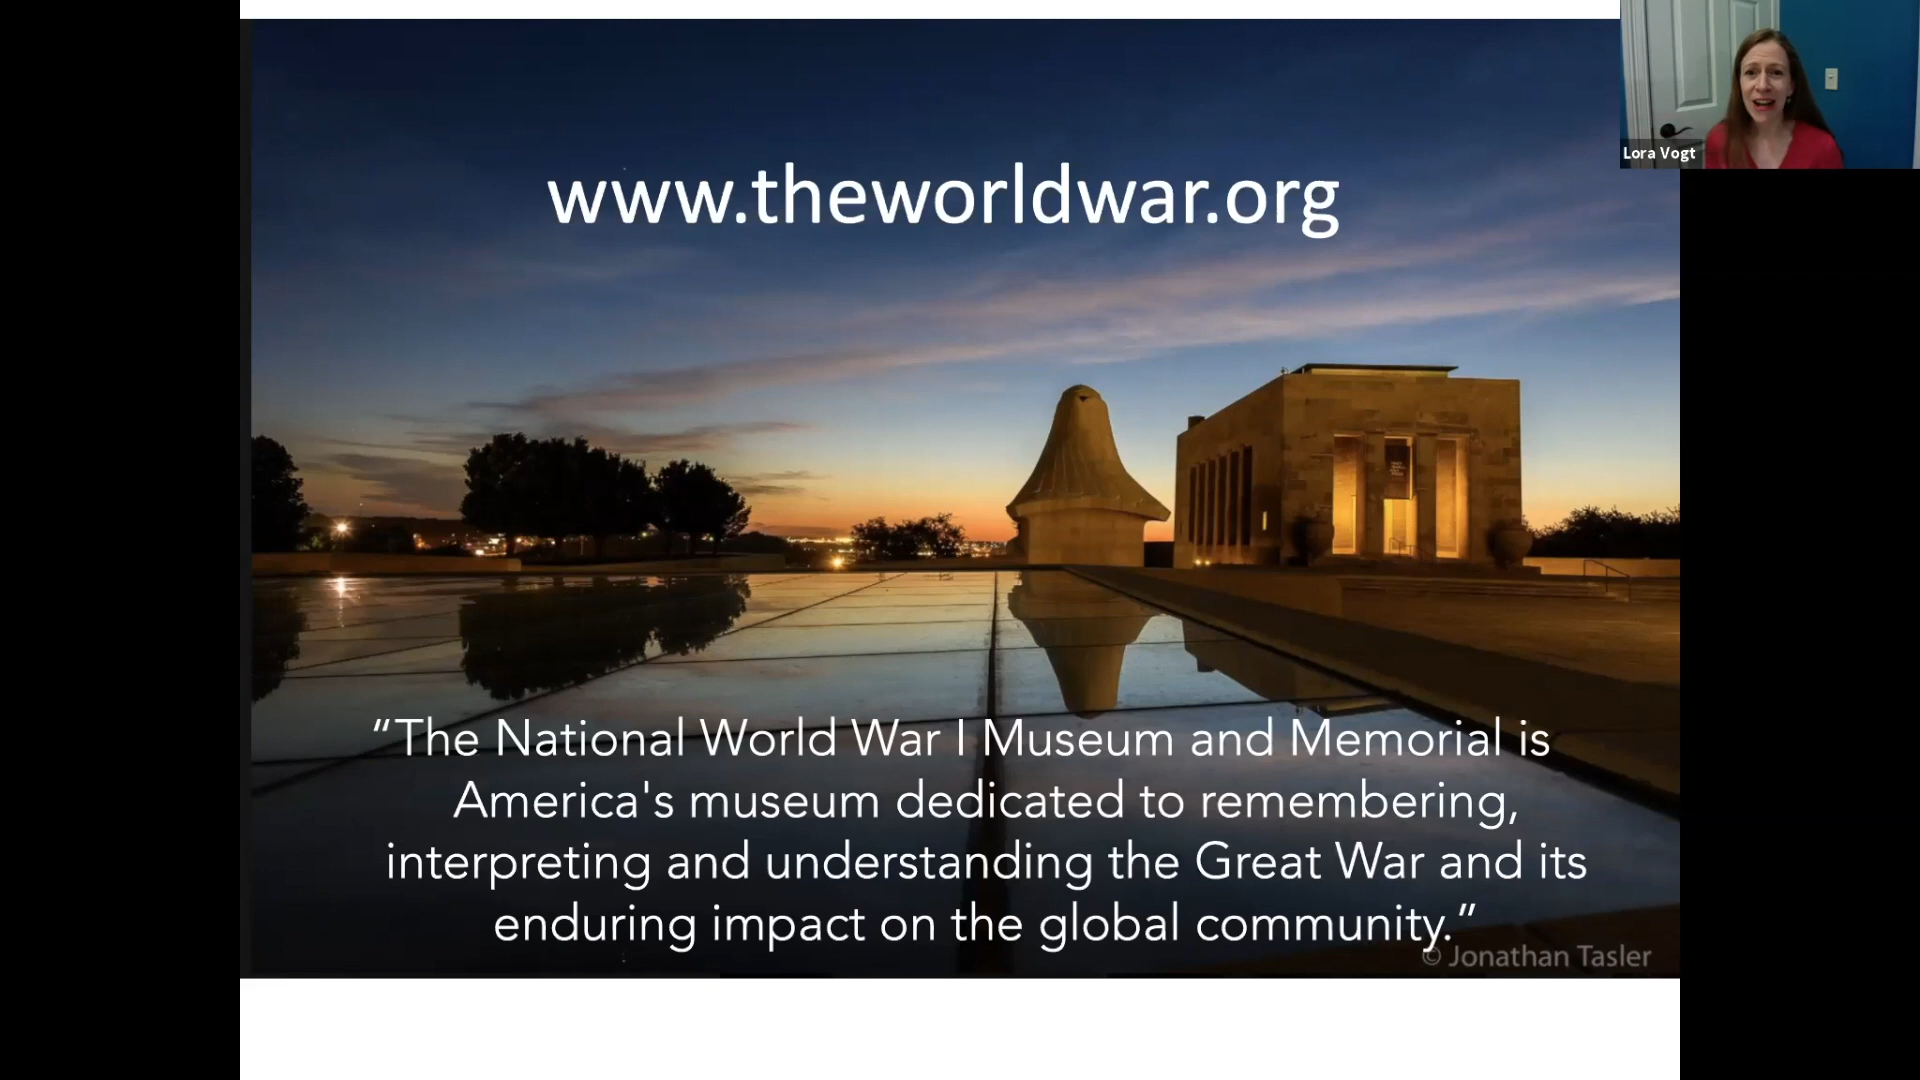 Lora Vogt
www.theworldwar.org
“The National World War I Museum and Memorial is
America's museum dedicated to remembering,
interpreting and understanding the Great War and its
enduring impact on the global community.”
© Jonathan Tasler